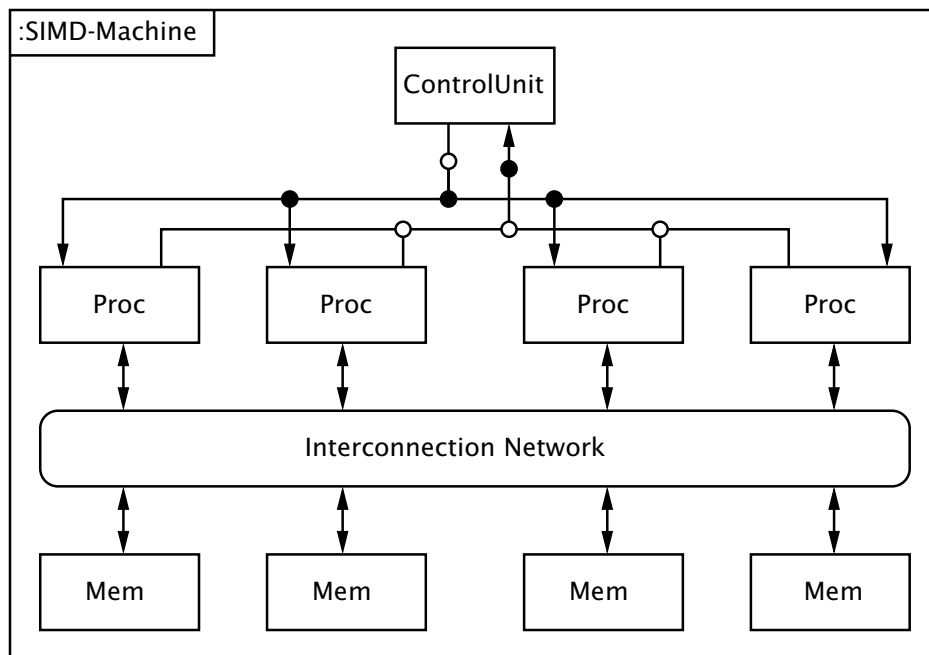 :SIMD-Machine
ControlUnit
Proc
Proc
Proc
Proc
Interconnection Network
Mem
Mem
Mem
Mem